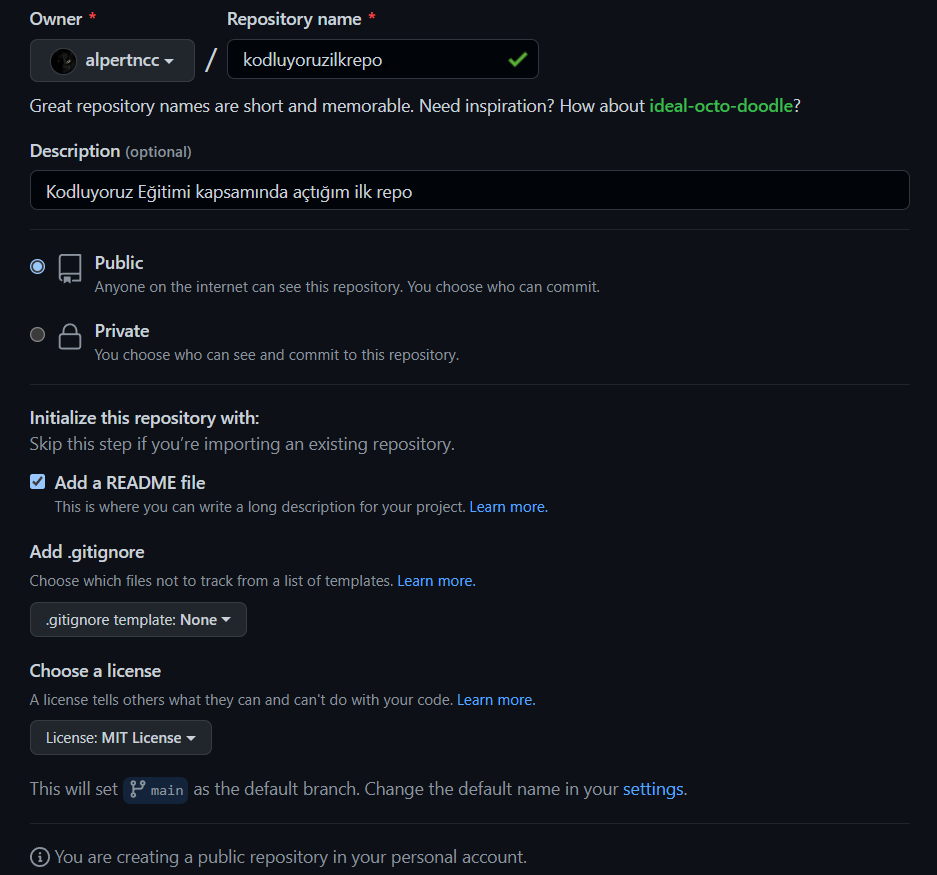 Owner * Repository name *
alpertncc / kodluyoruzilkrepo
Great repository names are short and memorable. Need inspiration? How about ideal-octo-doodle?
Description (optional)
Kodluyoruz Eğitimi kapsamında açtığım ilk repo
Public
Anyone on the internet can see this repository. You choose who can commit.
Private
You choose who can see and commit to this repository.
Initialize this repository with:
Skip this step if you’re importing an existing repository.
Add a README file
This is where you can write a long description for your project. Learn more.
Add .gitignore
Choose which files not to track from a list of templates. Learn more.
.gitignore template: None
Choose a license
A license tells others what they can and can't do with your code. Learn more.
License: MIT License
This will set main as the default branch. Change the default name in your settings.
You are creating a public repository in your personal account.